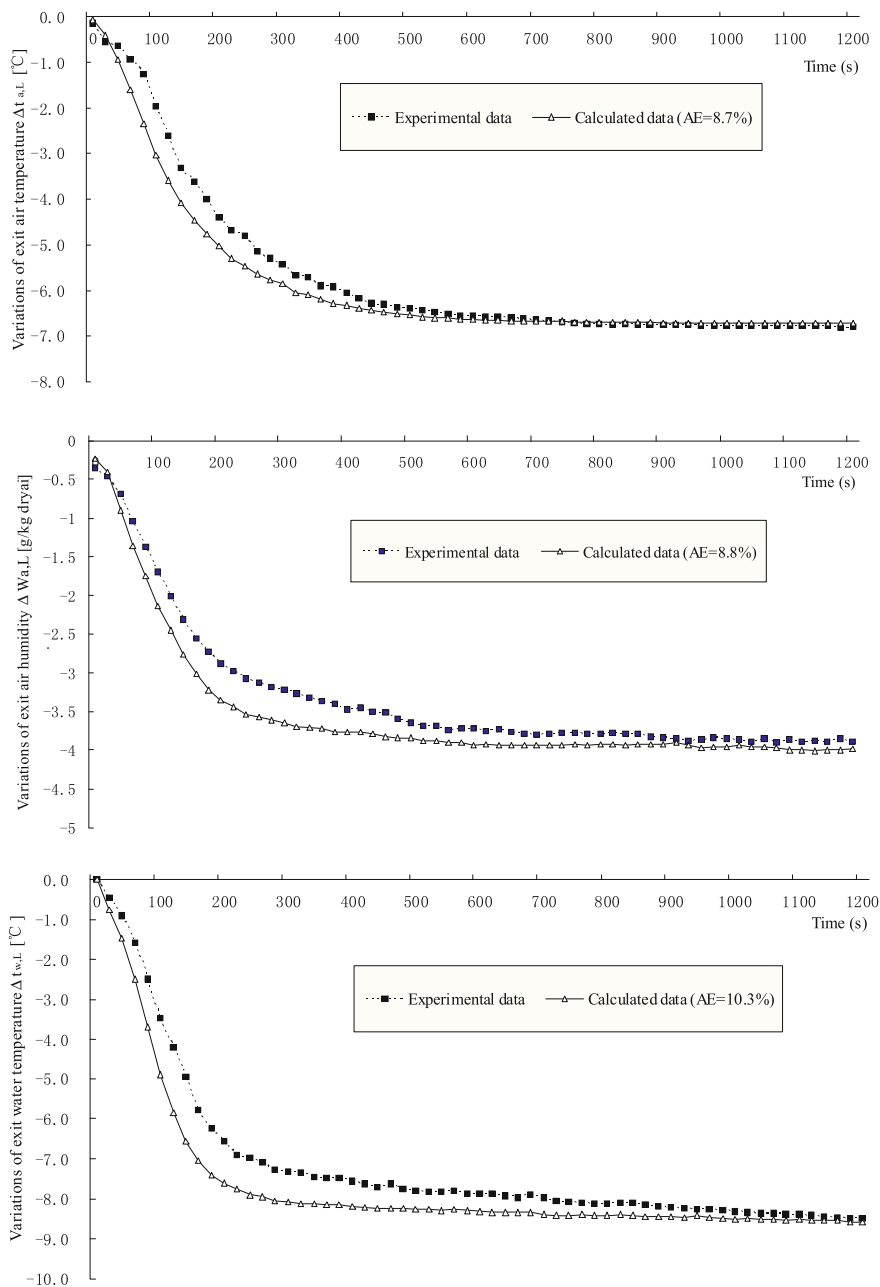 0.0
0 100 200 300 400 500 600 700 800 900 1000 1100 1200
Time (s)
-1.0
-2.0
-3.0
-4.0
-5.0
-6.0
-7.0
-8.0
Variations of exit air temperature Δt a,L [℃]
Experimental data Calculated data (AE=8.7%)
0
100 200 300 400 500 600 700 800 900 1000 1100 1200
Time (s)
-0.5
-1
-1.5
-2
-2.5
-3
-3.5
-4
-4.5
-5
Variations of exit air humidity Δ Wa,L [g/kg dryai]
Experimental data Calculated data (AE=8.8%)
0.0
0 100 200 300 400 500 600 700 800 900 1000 1100 1200
Time (s)
-1.0
-2.0
-3.0
-4.0
-5.0
-6.0
-7.0
-8.0
-9.0
-10.0
Variations of exit water temperature Δ tw,L [℃]
Experimental data Calculated data (AE=10.3%)